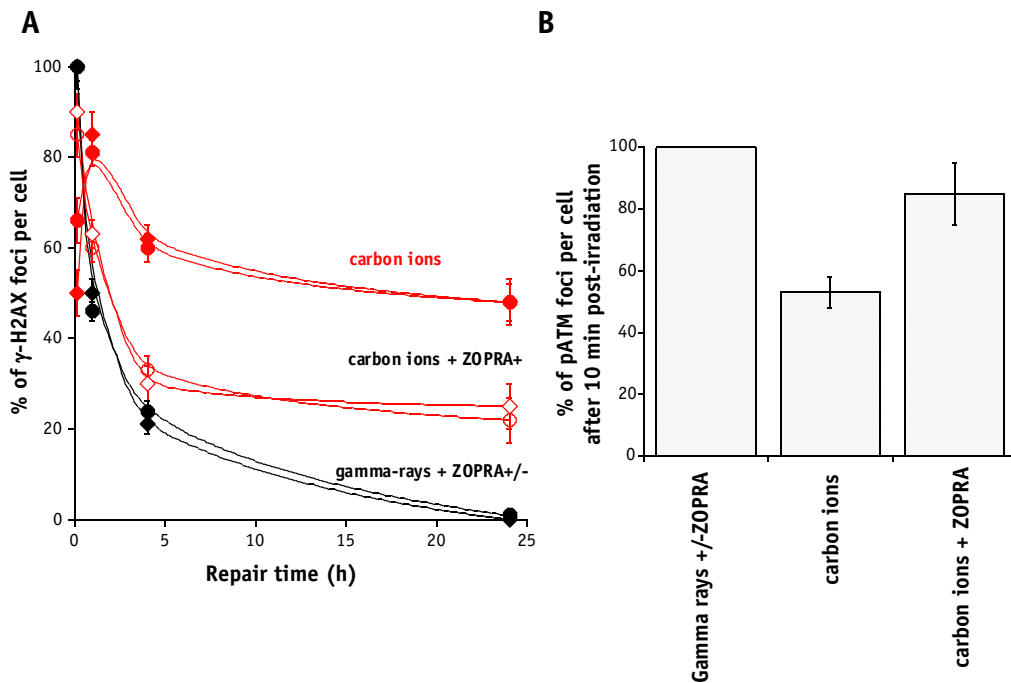 A
% of γ-H2AX foci per cell
100
80
60
40
20
0
0
5
10
15
20
25
Repair time (h)
carbon ions
carbon ions + ZOPRA+
gamma-rays + ZOPRA+/-
B
% of pATM foci per cell
after 10 min post-irradiation
100
80
60
40
20
0
Gamma rays +/-ZOPRA
carbon ions
carbon ions + ZOPRA